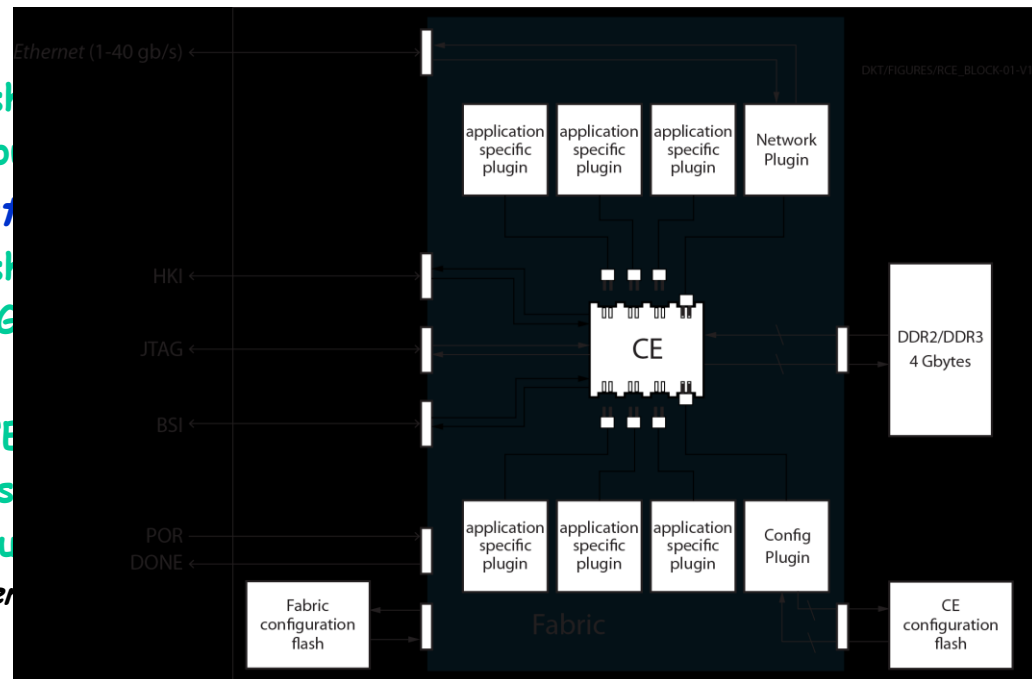 Ethernet (1-40 gb/s)
DKT/FIGURES/RCE_BLOCK-01-V1
application
specific
plugin
application
specific
plugin
application
specific
plugin
Network
Plugin
HKI
JTAG
BSI
CE
DDR2/DDR3
4 Gbytes
application
specific
plugin
application
specific
plugin
application
specific
plugin
Config
Plugin
POR
DONE
Fabric
configuration
flash
Fabric
CE
configuration
flash